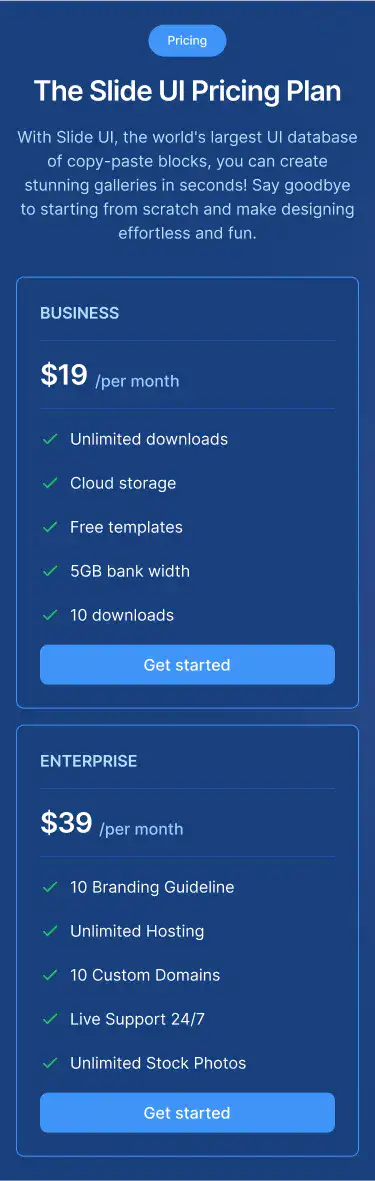 Pricing
The Slide UI Pricing Plan
With Slide UI, the world's largest UI database
of copy-paste blocks, you can create
stunning galleries in seconds! Say goodbye
to starting from scratch and make designing
effortless and fun.
BUSINESS
$19 /per month
Unlimited downloads
Cloud storage
Free templates
5GB bank width
10 downloads
Get started
ENTERPRISE
$39 /per month
10 Branding Guideline
Unlimited Hosting
10 Custom Domains
Live Support 24/7
Unlimited Stock Photos
Get started